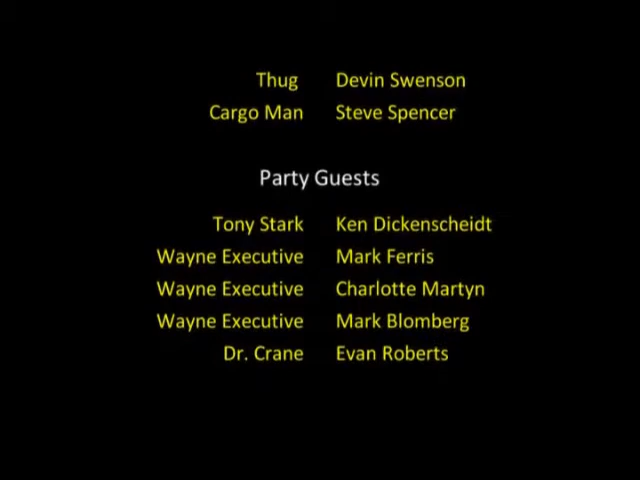 Thug Devin Swenson
Cargo Man Steve Spencer
Party Guests
Tony Stark Ken Dickenscheidt
Wayne Executive Mark Ferris
Wayne Executive Charlotte Martyn
Wayne Executive Mark Blomberg
Dr. Crane Evan Roberts